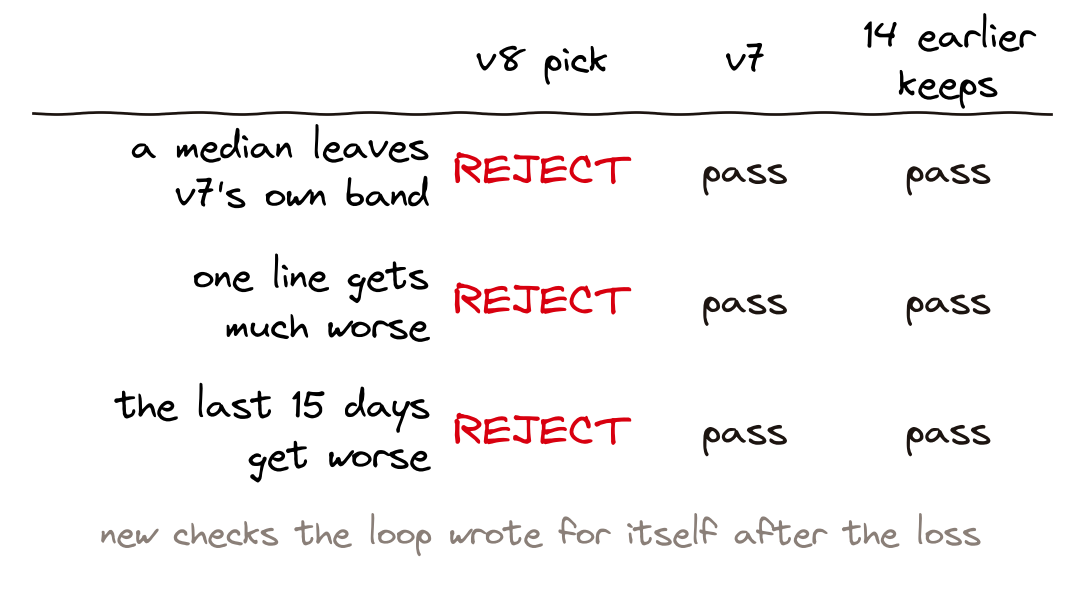 v8 pick
v7
14 earlier
keeps
a median leaves
v7's own band
REJECT
pass
pass
one line gets
much worse
REJECT
pass
pass
the last 15 days
get worse
REJECT
pass
pass
new checks the loop wrote for itself after the loss